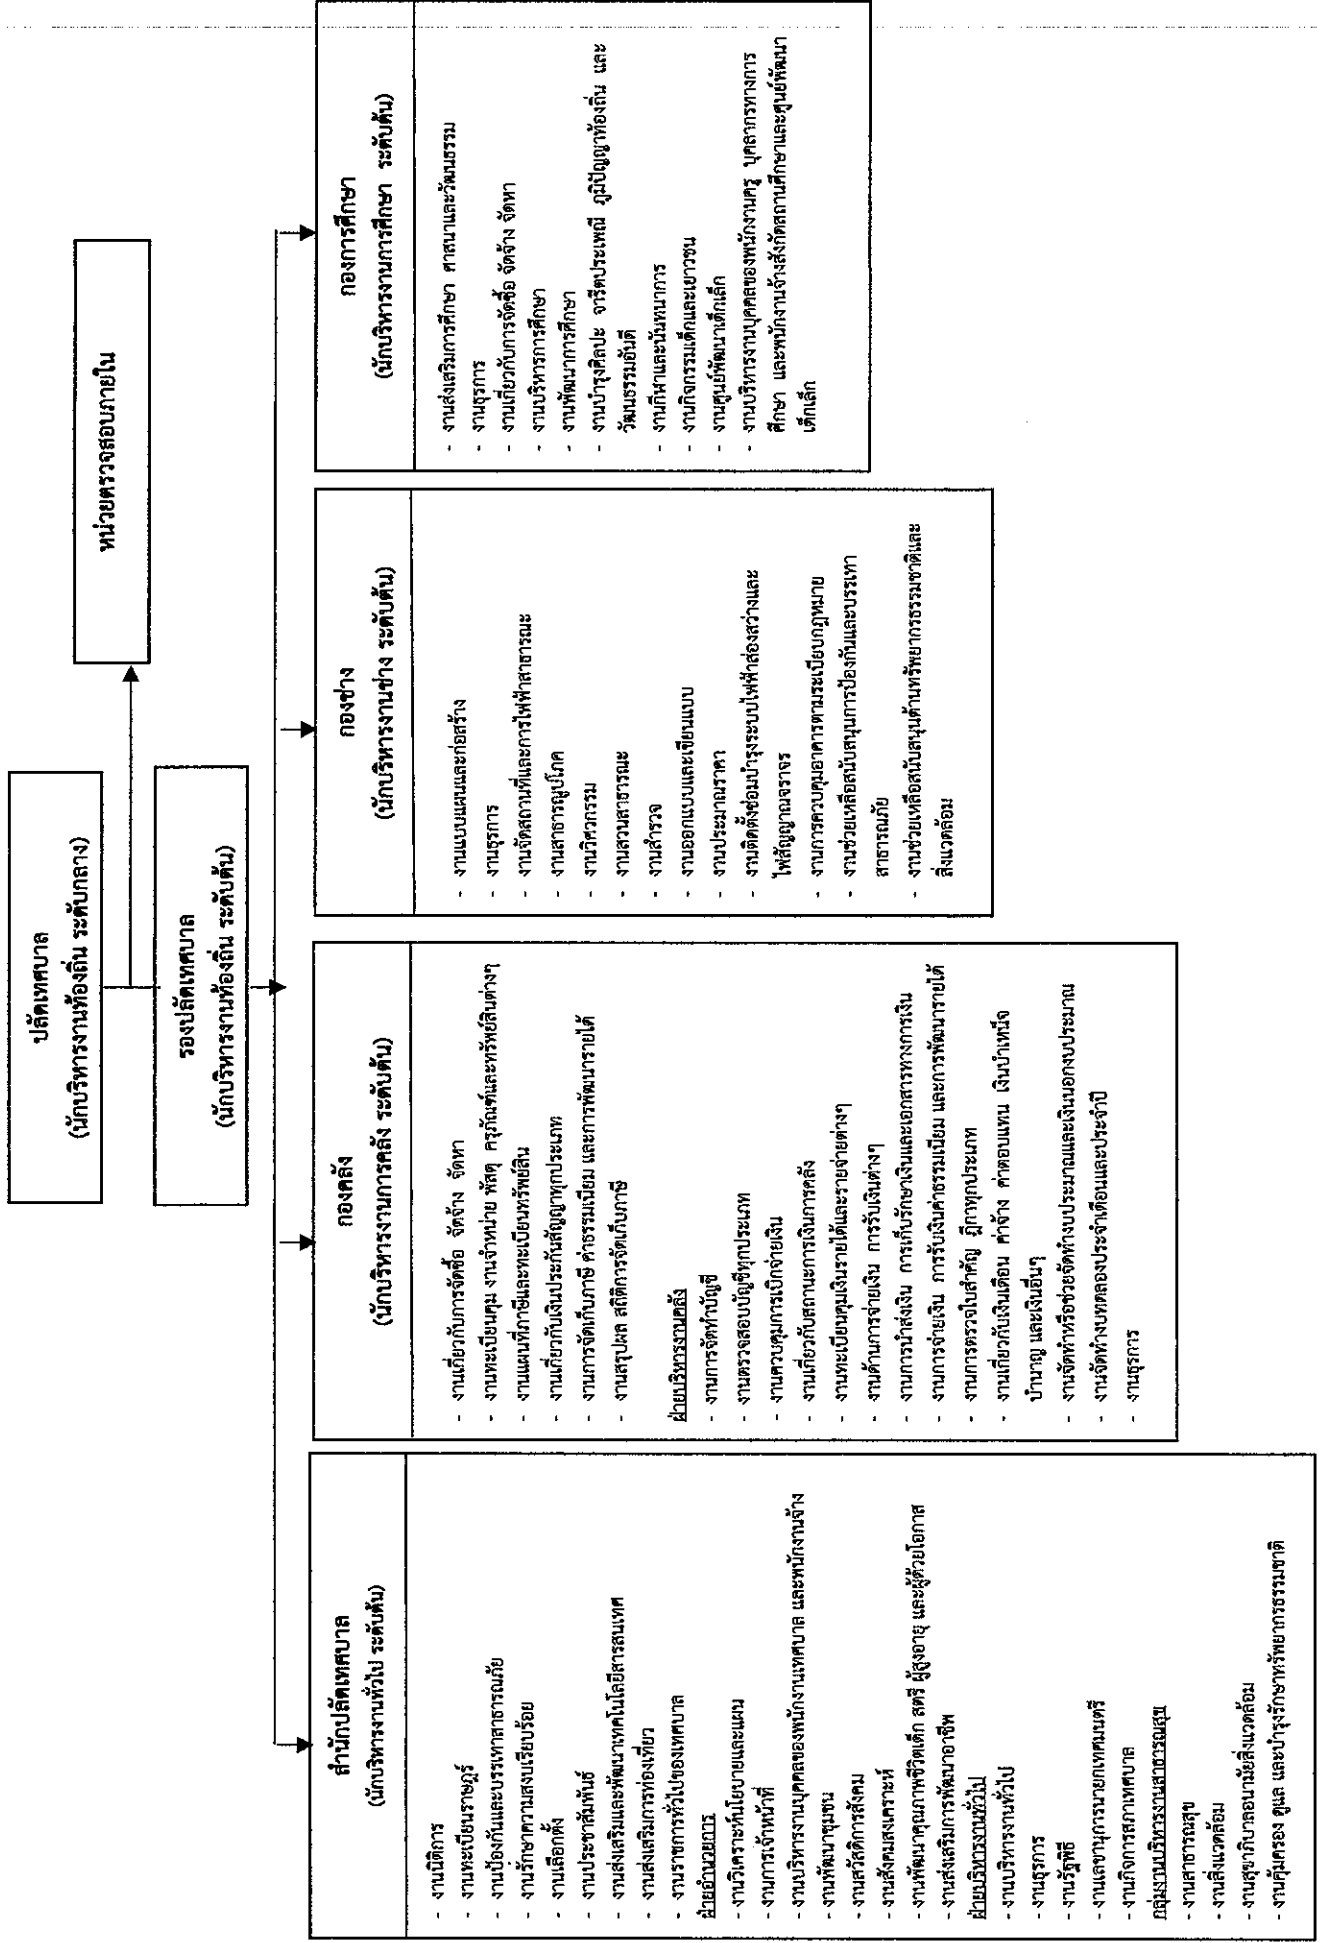 ปลัดเทศบาล
(นักบริหารงานท้องถิ่น ระดับกลาง)
หน่วยตรวจสอบภายใน
รองปลัดเทศบาล
(นักบริหารงานท้องถิ่น ระดับต้น)
สำนักปลัดเทศบาล
(นักบริหารงานทั่วไป ระดับต้น)
- งานนิติการ
- งานทะเบียนราษฎร์
- งานป้องกันและบรรเทาสาธารณภัย
- งานรักษาความสงบเรียบร้อย
- งานเลือกตั้ง
- งานประชาสัมพันธ์
- งานส่งเสริมและพัฒนาเทคโนโลยีสารสนเทศ
- งานส่งเสริมการท่องเที่ยว
- งานราชการทั่วไปของเทศบาล
ฝ่ายอำนวยการ
- งานวิเคราะห์นโยบายและแผน
- งานการเจ้าหน้าที่
- งานบริหารงานบุคคลของพนักงานเทศบาล และพนักงานจ้าง
- งานพัฒนาชุมชน
- งานสวัสดิการสังคม
- งานสังคมสงเคราะห์
- งานพัฒนาคุณภาพชีวิตเด็ก สตรี ผู้สูงอายุ และผู้ด้วยโอกาส
- งานส่งเสริมการพัฒนาอาชีพ
ฝ่ายบริหารงานทั่วไป
- งานบริหารงานทั่วไป
- งานธุรการ
- งานรัฐพิธี
- งานเลขานุการนายกเทศมนตรี
- งานกิจการสภาเทศบาล
กลุ่มงานบริหารงานสาธารณสุข
- งานสาธารณสุข
- งานสิ่งแวดล้อม
- งานสุขาภิบาลอนามัยสิ่งแวดล้อม
- งานคุ้มครอง ดูแล และบำรุงรักษาทรัพยากรธรรมชาติ
กองคลัง
(นักบริหารงานการคลัง ระดับต้น)
- งานเกี่ยวกับการจัดซื้อ จัดจ้าง จัดหา
- งานทะเบียนคุม งานจำหน่าย พัสดุ ครุภัณฑ์และทรัพย์สินต่างๆ
- งานแผนที่ภาษีและทะเบียนทรัพย์สิน
- งานเกี่ยวกับเงินประกันสัญญาทุกประเภท
- งานการจัดเก็บภาษี ค่าธรรมเนียม และการพัฒนารายได้
- งานสรุปผล สถิติการจัดเก็บภาษี
ฝ่ายบริหารงานคลัง
- งานการจัดทำบัญชี
- งานตรวจสอบบัญชีทุกประเภท
- งานควบคุมการเบิกจ่ายเงิน
- งานเกี่ยวกับสถานะการเงินการคลัง
- งานทะเบียนคุมเงินรายได้และรายจ่ายต่างๆ
- งานด้านการจ่ายเงิน การรับเงินต่างๆ
- งานการนำส่งเงิน การเก็บรักษาเงินและเอกสารทางการเงิน
- งานการจ่ายเงิน การรับเงินค่าธรรมเนียม และการพัฒนารายได้
- งานการตรวจใบสำคัญ ฎีกาทุกประเภท
- งานเกี่ยวกับเงินเดือน ค่าจ้าง ค่าตอบแทน เงินบำเหน็จ
บำนาญ และเงินอื่นๆ
- งานจัดทำหรือช่วยจัดทำงบประมาณและเงินนอกงบประมาณ
- งานจัดทำงบทดลองประจำเดือนและประจำปี
- งานธุรการ
กองช่าง
(นักบริหารงานช่าง ระดับต้น)
- งานแบบแผนและก่อสร้าง
- งานธุรการ
- งานจัดสถานที่และการไฟฟ้าสาธารณะ
- งานสาธารณูปโภค
- งานวิศวกรรม
- งานสวนสาธารณะ
- งานสำรวจ
- งานออกแบบและเขียนแบบ
- งานประมาณราคา
- งานติดตั้งซ่อมบำรุงระบบไฟฟ้าส่องสว่างและ
ไฟสัญญาณจราจร
- งานการควบคุมอาคารตามระเบียบกฎหมาย
- งานช่วยเหลือสนับสนุนการป้องกันและบรรเทา
สาธารณภัย
- งานช่วยเหลือสนับสนุนด้านทรัพยากรธรรมชาติและ
สิ่งแวดล้อม
กองการศึกษา
(นักบริหารงานการศึกษา ระดับต้น)
- งานส่งเสริมการศึกษา ศาสนาและวัฒนธรรม
- งานธุรการ
- งานเกี่ยวกับการจัดซื้อ จัดจ้าง จัดหา
- งานบริหารการศึกษา
- งานพัฒนาการศึกษา
- งานบำรุงศิลปะ จารีตประเพณี ภูมิปัญญาท้องถิ่น และ
วัฒนธรรมอันดี
- งานกีฬาและนันทนาการ
- งานกิจกรรมเด็กและเยาวชน
- งานศูนย์พัฒนาเด็กเล็ก
- งานบริหารงานบุคคลของพนักงานครู บุคลากรทางการ
ศึกษา และพนักงานจ้างสังกัดสถานศึกษาและศูนย์พัฒนา
เด็กเล็ก